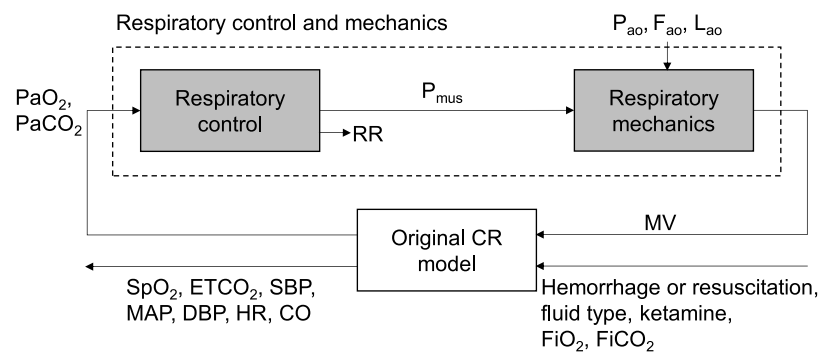 Respiratory control and mechanics
P_ao, F_ao, L_ao
PaO₂,
PaCO₂
Respiratory
control
P_mus
RR
Respiratory
mechanics
MV
Original CR
model
SpO₂, ETCO₂, SBP,
MAP, DBP, HR, CO
Hemorrhage or resuscitation,
fluid type, ketamine,
FiO₂, FiCO₂